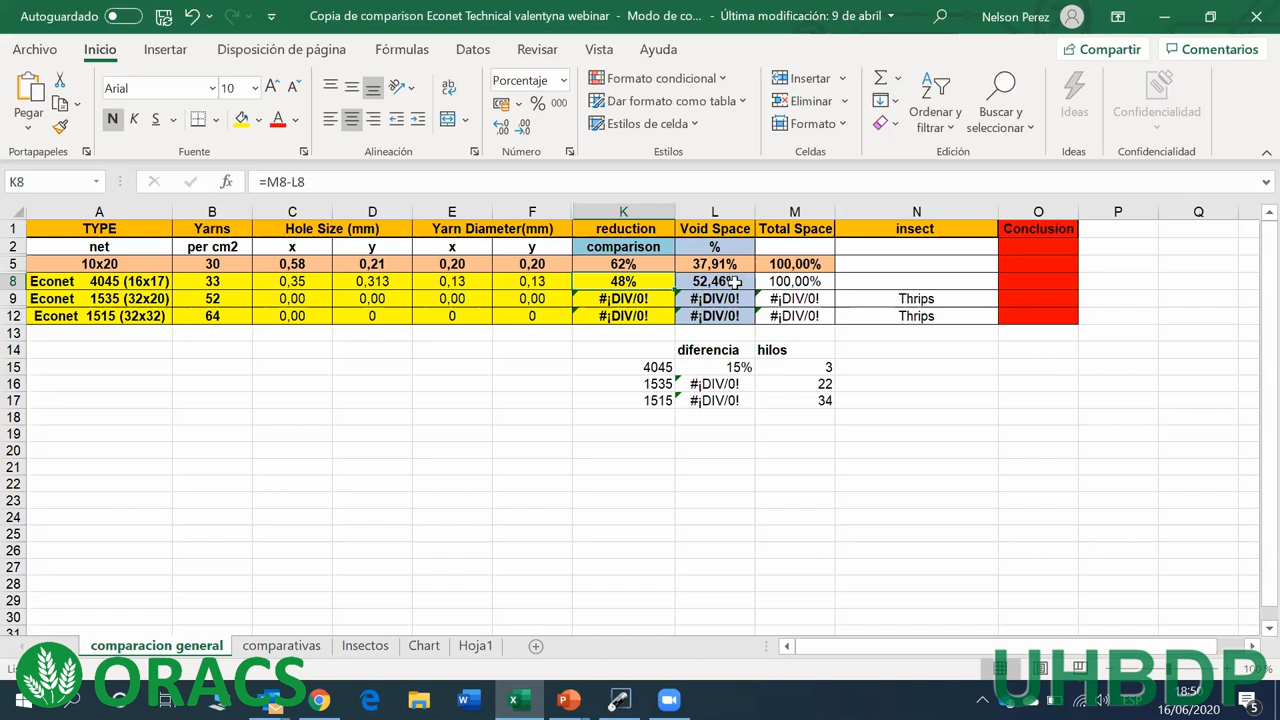 Autoguardado
Copia de comparison Econet Technical valentyna webinar - Modo de co... - Última modificación: 9 de abril
Nelson Perez
Archivo Inicio Insertar Disposición de página Fórmulas Datos Revisar Vista Ayuda Compartir Comentarios
Pegar
Arial 10
N K S
Porcentaje
% 000
Formato condicional
Dar formato como tabla
Estilos de celda
Insertar
Eliminar
Formato
Ordenar y filtrar
Buscar y seleccionar
Ideas
Confidencialidad
Portapapeles Fuente Alineación Número Estilos Celdas Edición Ideas Confidencialidad
K8 fx =M8-L8
A B C D E F K L M N O P Q
1 TYPE Yarns Hole Size (mm) Yarn Diameter(mm) reduction Void Space Total Space insect Conclusion
2 net per cm2 x y x y comparison %
5 10x20 30 0,58 0,21 0,20 0,20 62% 37,91% 100,00%
8 Econet 4045 (16x17) 33 0,35 0,313 0,13 0,13 48% 52,46% 100,00%
9 Econet 1535 (32x20) 52 0,00 0,00 0,00 0,00 #¡DIV/0! #¡DIV/0! #¡DIV/0! Thrips
12 Econet 1515 (32x32) 64 0,00 0 0 0 #¡DIV/0! #¡DIV/0! #¡DIV/0! Thrips
13
14 diferencia hilos
15 4045 15% 3
16 1535 #¡DIV/0! 22
17 1515 #¡DIV/0! 34
18
19
20
21
22
23
24
25
26
27
28
29
30
31
comparacion general comparativas Insectos Chart Hoja1
100 %
ORACS
UHBDP
ESP
18:50
16/06/2020
5